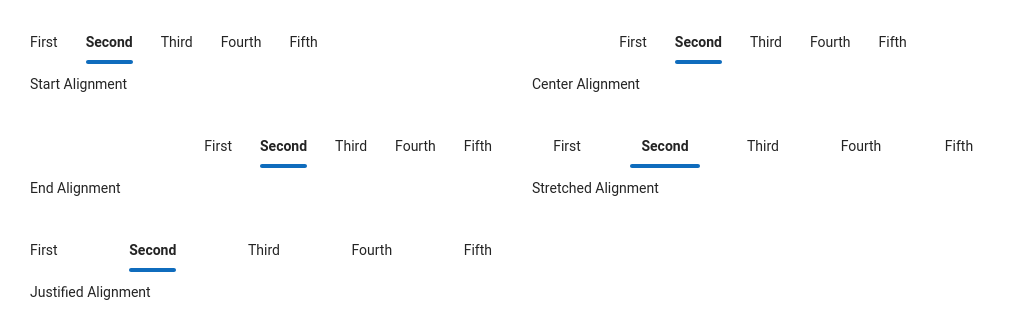 First Second Third Fourth Fifth
Start Alignment
First Second Third Fourth Fifth
Center Alignment
First Second Third Fourth Fifth
End Alignment
First Second Third Fourth Fifth
Stretched Alignment
First Second Third Fourth Fifth
Justified Alignment